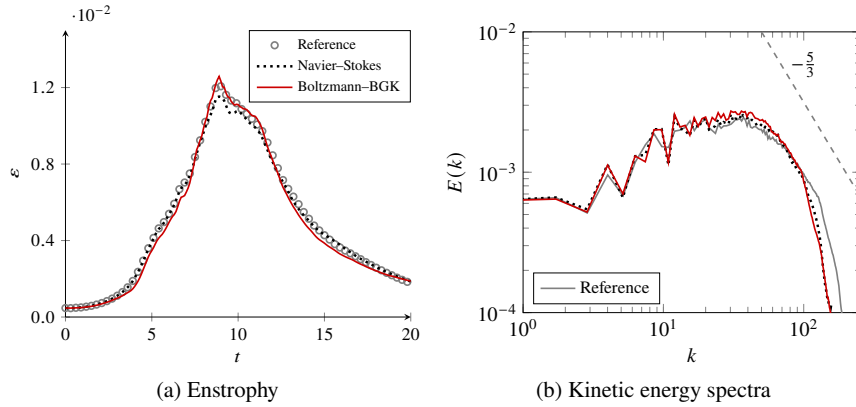 ·10⁻²
ε
1.2
0.8
0.4
0.0
0
5
10
15
20
t
Reference
Navier–Stokes
Boltzmann–BGK
(a) Enstrophy
E(k)
10⁻²
10⁻³
10⁻⁴
10⁰
10¹
10²
k
−5/3
Reference
(b) Kinetic energy spectra